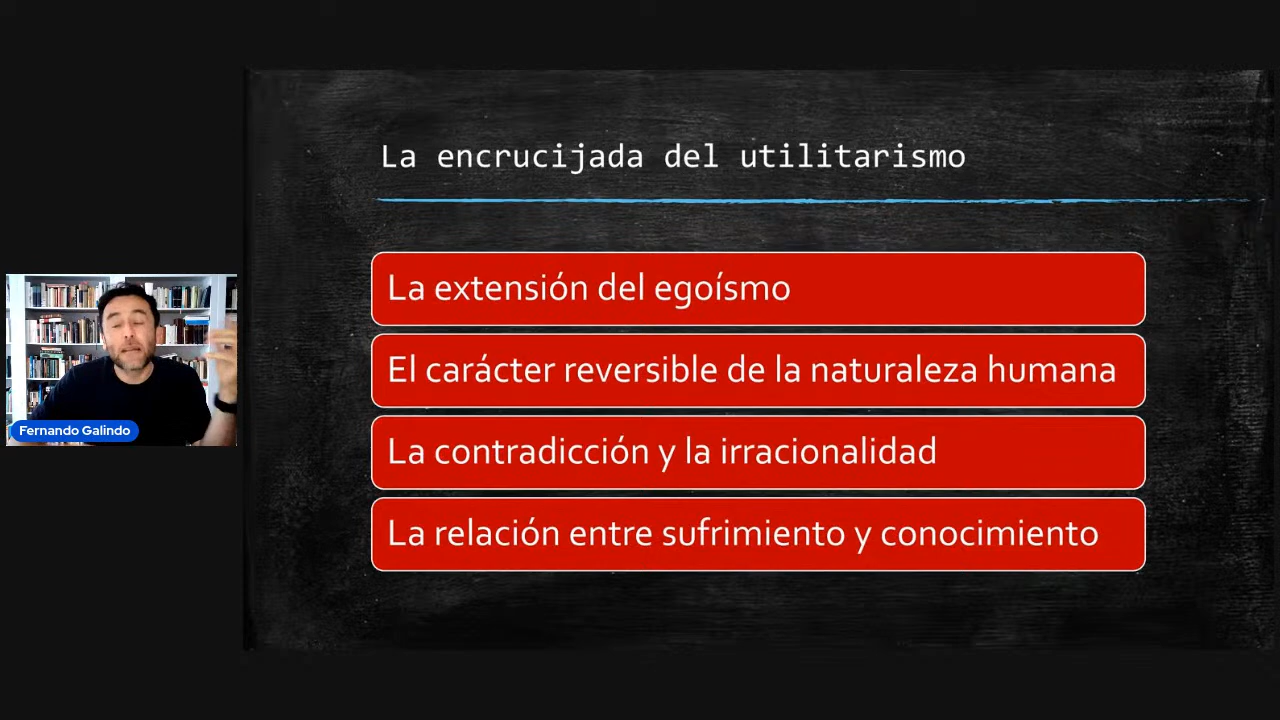 La encrucijada del utilitarismo
La extensión del egoísmo
El carácter reversible de la naturaleza humana
La contradicción y la irracionalidad
La relación entre sufrimiento y conocimiento
Fernando Galindo